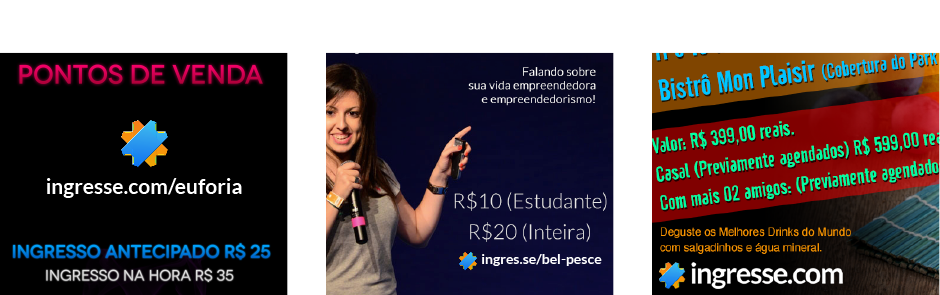 PONTOS DE VENDA
ingresse.com/euforia
INGRESSO ANTECIPADO R$ 25
INGRESSO NA HORA R$ 35
Falando sobre
sua vida empreendedora
e empreendedorismo!
R$10 (Estudante)
R$20 (Inteira)
ingres.se/bel-pesce
Bistrô Mon Plaisir (Cobertura do Park
Valor: R$ 399,00 reais.
Casal (Previamente agendados) R$ 599,00
Com mais 02 amigos: (Previamente
Deguste os Melhores Drinks do Mundo
com salgadinhos e água mineral.
ingresse.com